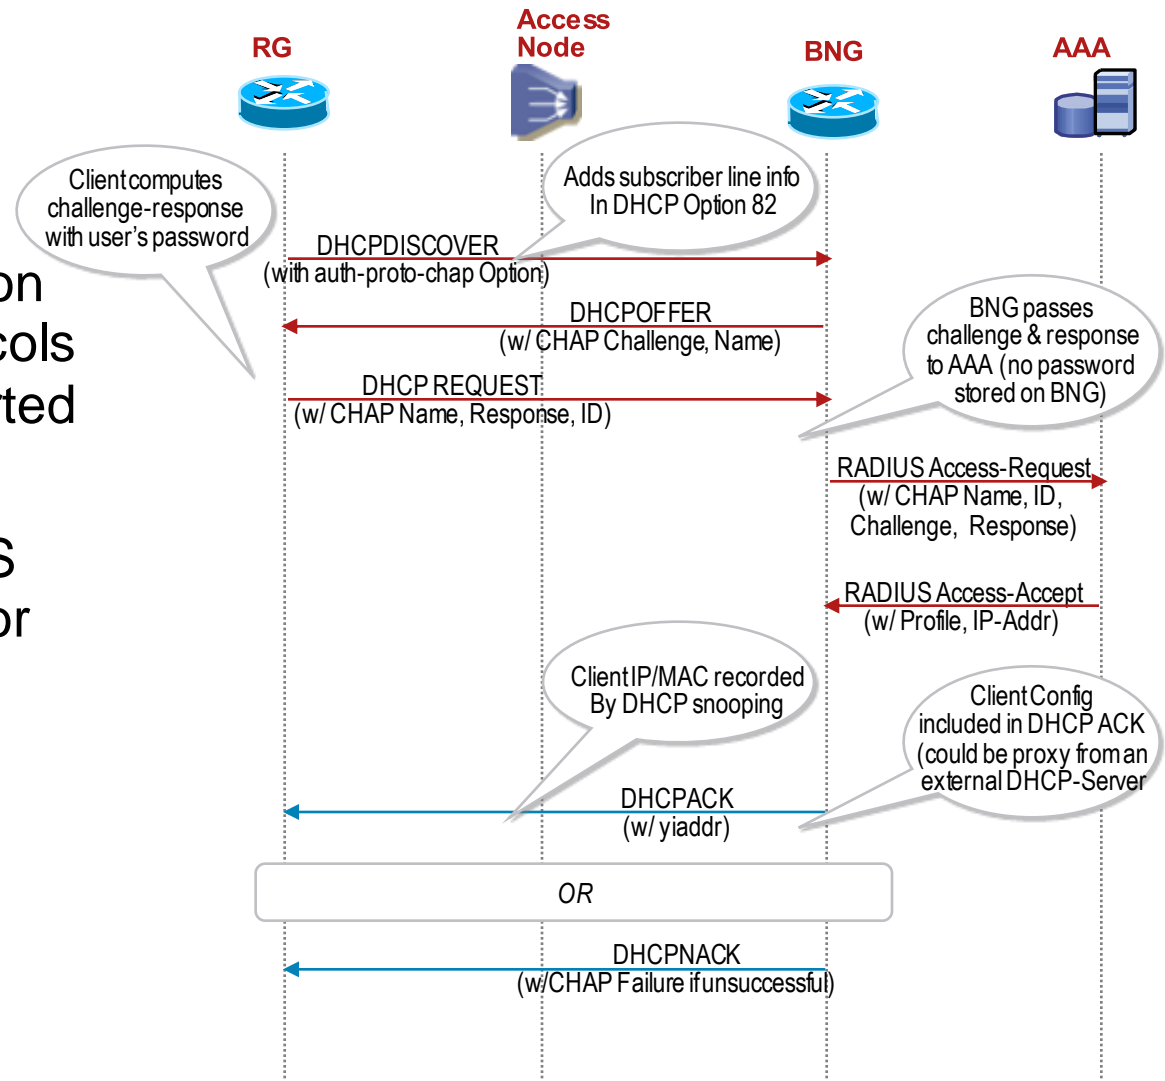 Access
Node
RG
BNG
AAA
Client computes
challenge-response
with user's password
Adds subscriber line info
In DHCP Option 82
DHCPDISCOVER
(with auth-proto-chap Option)
on
cols
rted
S
or
DHCPOFFER
(w/ CHAP Challenge, Name)
BNG passes
challenge & response
to AAA (no password
stored on BNG)
DHCP REQUEST
(w/ CHAP Name, Response, ID)
RADIUS Access-Request
(w/ CHAP Name, ID,
Challenge, Response)
RADIUS Access-Accept
(w/ Profile, IP-Addr)
Client IP/MAC recorded
By DHCP snooping
Client Config
included in DHCP ACK
(could be proxy from an
external DHCP-Server
DHCPACK
(w/ yiaddr)
OR
DHCPNACK
(w/CHAP Failure if unsuccessful)